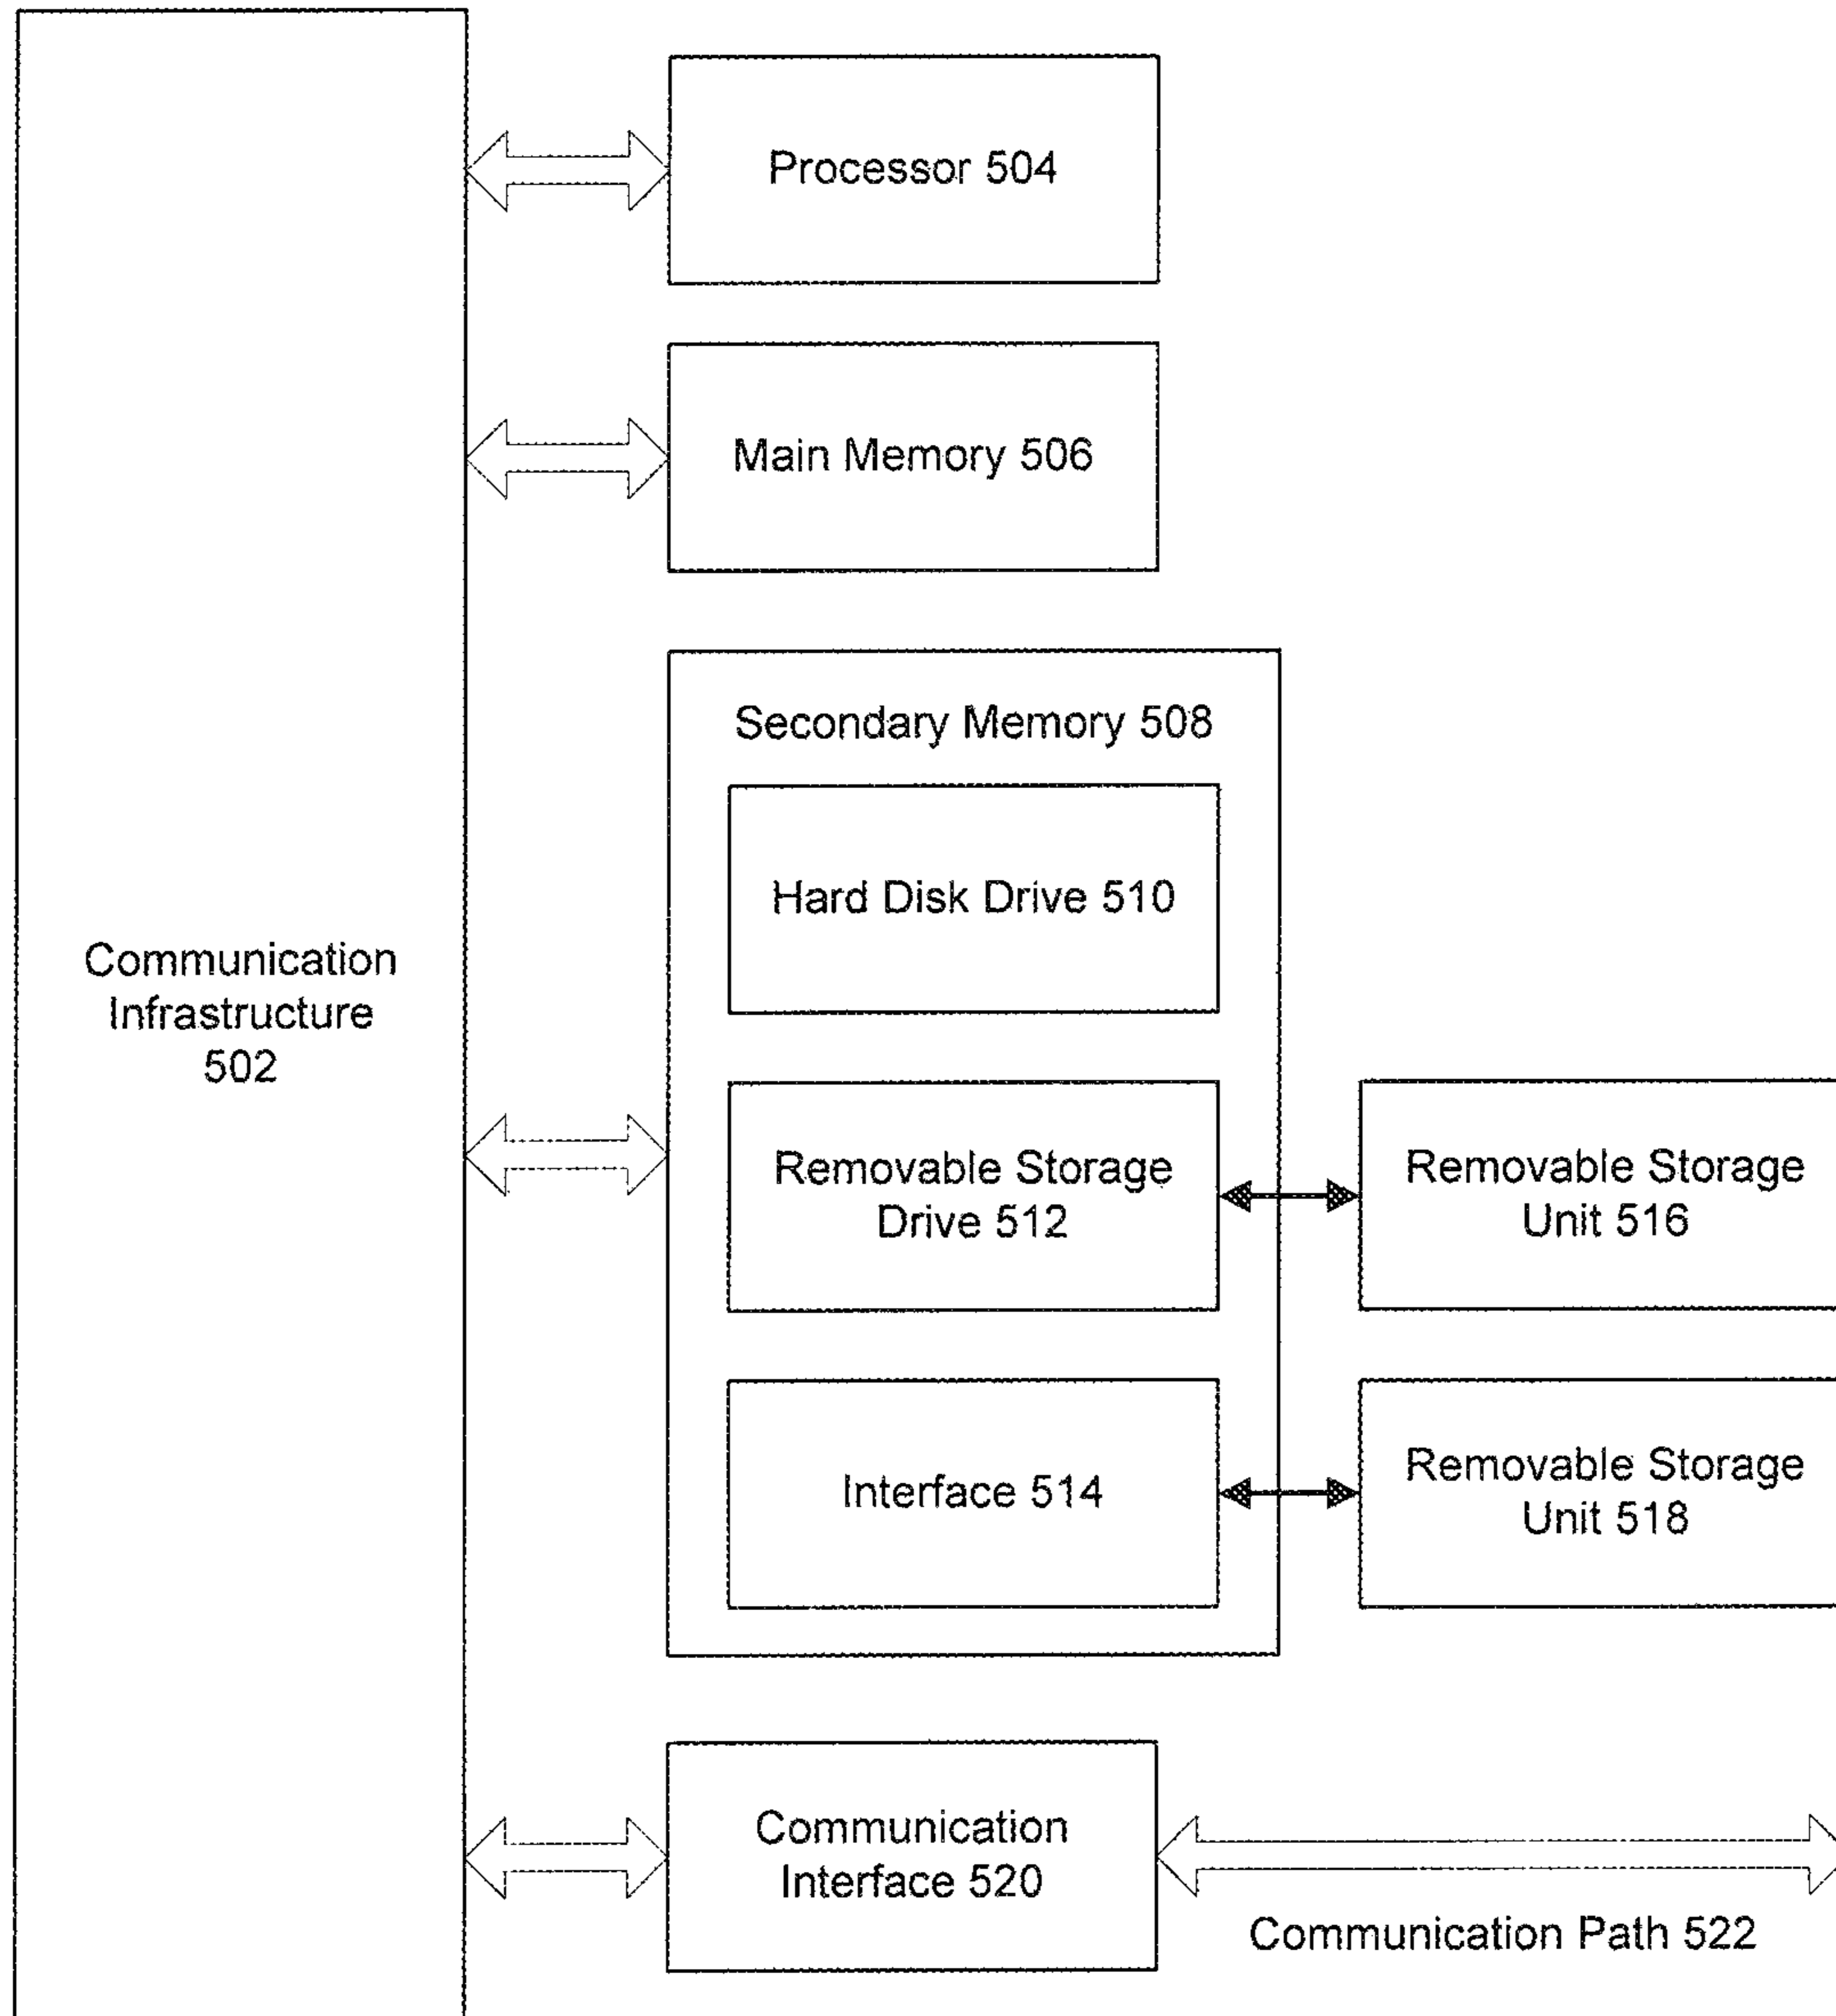 Processor 504
Main Memory 506
Secondary Memory 508
Hard Disk Drive 510
Communication
Infrastructure
502
Removable Storage
Drive 512
Removable Storage
Unit 516
Interface 514
Removable Storage
Unit 518
Communication
Interface 520
Communication Path 522